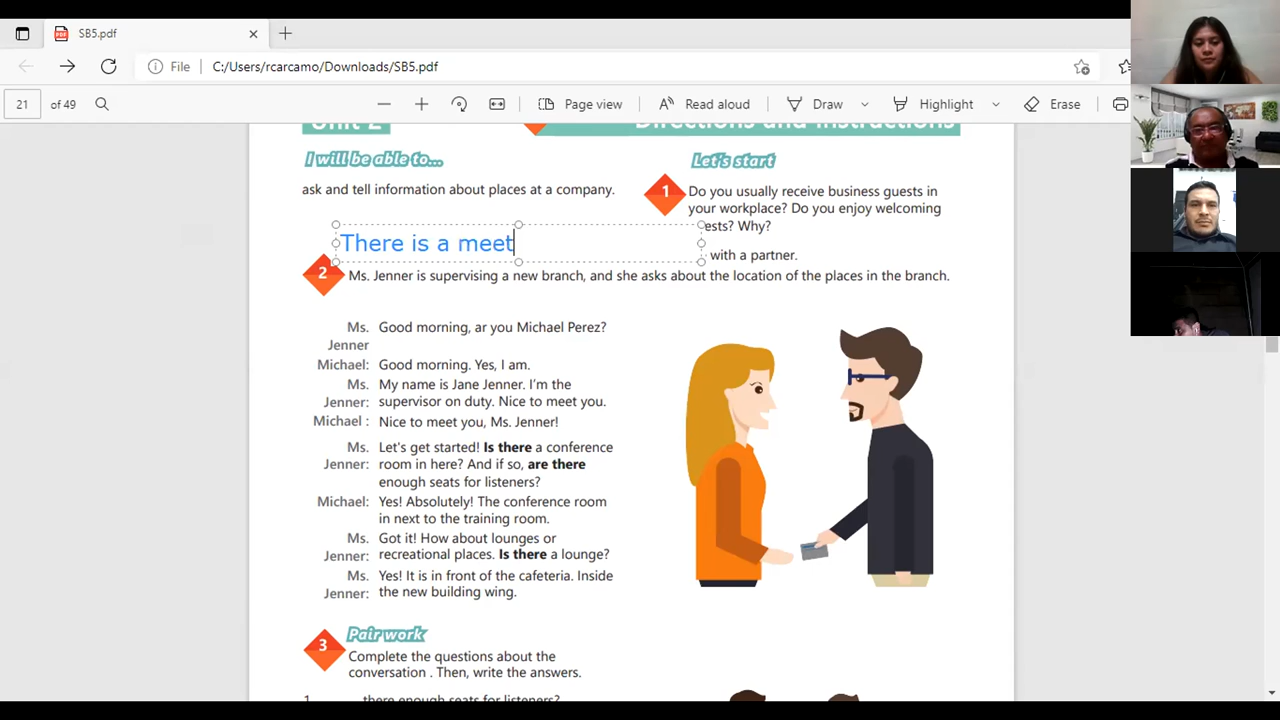 SB5.pdf
File C:/Users/rcarcamo/Downloads/SB5.pdf
21 of 49 Page view Read aloud Draw Highlight Erase
Unit 2 Directions and Instructions
I will be able to...
ask and tell information about places at a company.
Let's start
1 Do you usually receive business guests in
your workplace? Do you enjoy welcoming
ests? Why?
with a partner.
There is a meet
2 Ms. Jenner is supervising a new branch, and she asks about the location of the places in the branch.
Ms. Jenner Good morning, ar you Michael Perez?
Michael: Good morning. Yes, I am.
Ms. Jenner: My name is Jane Jenner. I'm the
supervisor on duty. Nice to meet you.
Michael : Nice to meet you, Ms. Jenner!
Ms. Jenner: Let's get started! Is there a conference
room in here? And if so, are there
enough seats for listeners?
Michael: Yes! Absolutely! The conference room
in next to the training room.
Ms. Jenner: Got it! How about lounges or
recreational places. Is there a lounge?
Ms. Jenner: Yes! It is in front of the cafeteria. Inside
the new building wing.
3 Pair work
Complete the questions about the
conversation . Then, write the answers.
1 there enough seats for listeners?